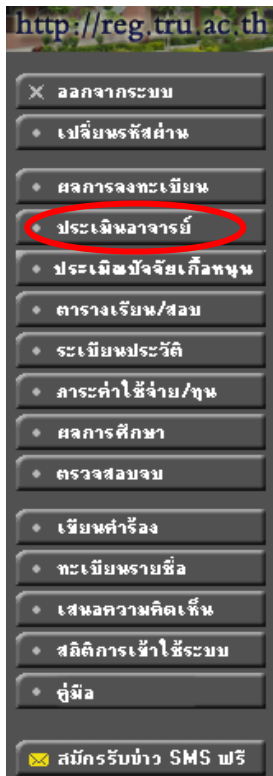 http://reg.tru.ac.th
ออกจากระบบ
เปลี่ยนรหัสผ่าน
ผลการลงทะเบียน
ประเมินอาจารย์
ประเมินปัจจัยเกื้อหนุน
ตารางเรียน/สอบ
ระเบียนประวัติ
ภาระค่าใช้จ่าย/ทุน
ผลการศึกษา
ตรวจสอบจบ
เขียนคำร้อง
ทะเบียนรายชื่อ
เสนอความคิดเห็น
สถิติการเข้าใช้ระบบ
คู่มือ
สมัครรับข่าว SMS ฟรี